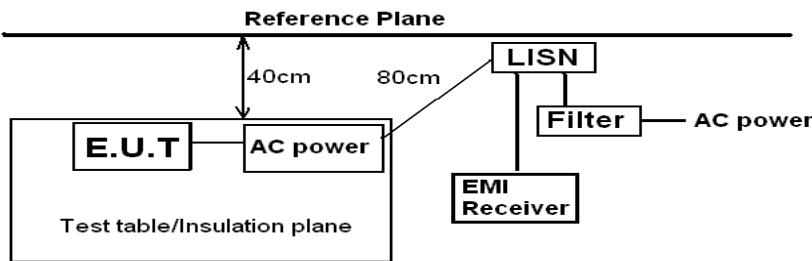 Reference Plane
40cm
80cm
LISN
Filter
AC power
E.U.T
AC power
EMI
Receiver
Test table/Insulation plane